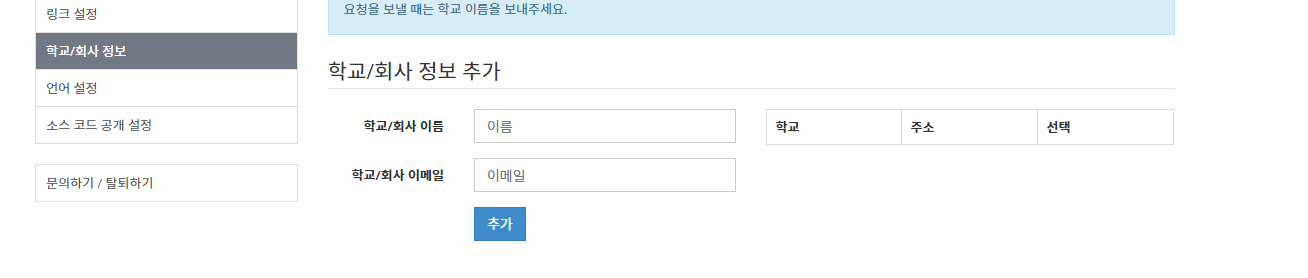 링크 설정
학교/회사 정보
언어 설정
소스 코드 공개 설정
문의하기 / 탈퇴하기
요청을 보낼 때는 학교 이름을 보내주세요.
학교/회사 정보 추가
학교/회사 이름 이름
학교/회사 이메일 이메일
추가
학교 주소 선택